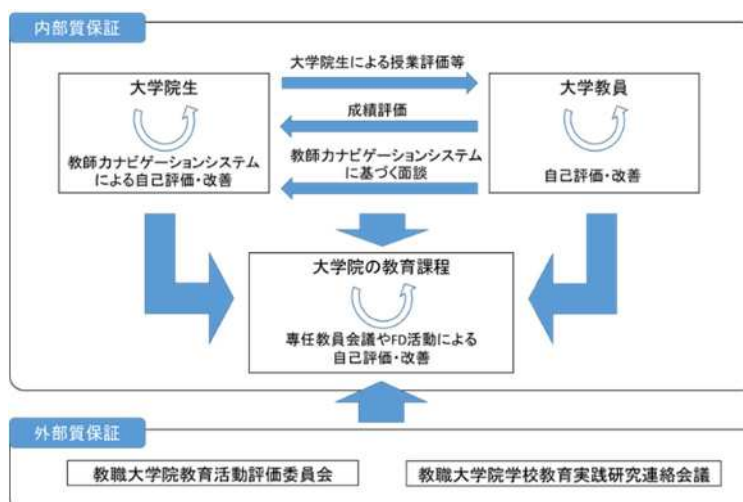 内部質保証
大学院生による授業評価等
大学院生
大学教員
成績評価
教師力ナビゲーションシステム
による自己評価・改善
教師力ナビゲーションシステム
に基づく面談
自己評価・改善
大学院の教育課程
専任教員会議やFD活動による
自己評価・改善
外部質保証
教職大学院教育活動評価委員会
教職大学院学校教育実践研究連絡会議